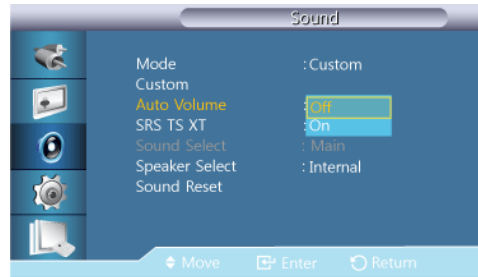 Sound
Mode : Custom
Custom
Auto Volume : Off
SRS TS XT : On
Sound Select : Main
Speaker Select : Internal
Sound Reset
Move Enter Return